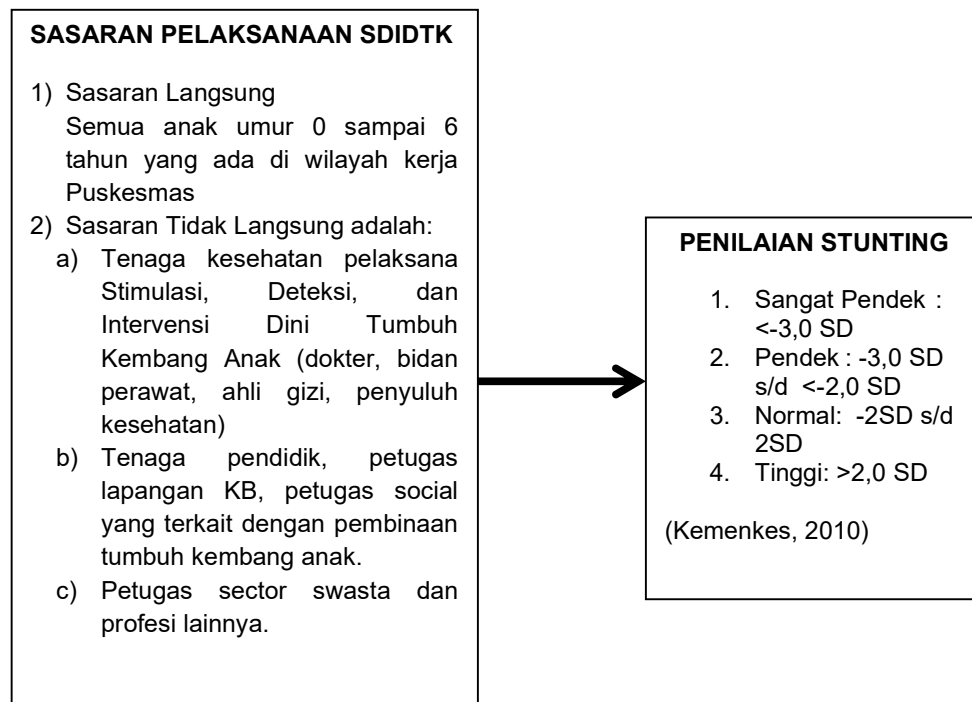 SASARAN PELAKSANAAN SDIDTK
1) Sasaran Langsung
Semua anak umur 0 sampai 6
tahun yang ada di wilayah kerja
Puskesmas
2) Sasaran Tidak Langsung adalah:
a) Tenaga kesehatan pelaksana
Stimulasi, Deteksi, dan
Intervensi Dini Tumbuh
Kembang Anak (dokter, bidan
perawat, ahli gizi, penyuluh
kesehatan)
b) Tenaga pendidik, petugas
lapangan KB, petugas social
yang terkait dengan pembinaan
tumbuh kembang anak.
c) Petugas sector swasta dan
profesi lainnya.
PENILAIAN STUNTING
1. Sangat Pendek :
<-3,0 SD
2. Pendek : -3,0 SD
s/d <-2,0 SD
3. Normal: -2SD s/d
2SD
4. Tinggi: >2,0 SD
(Kemenkes, 2010)